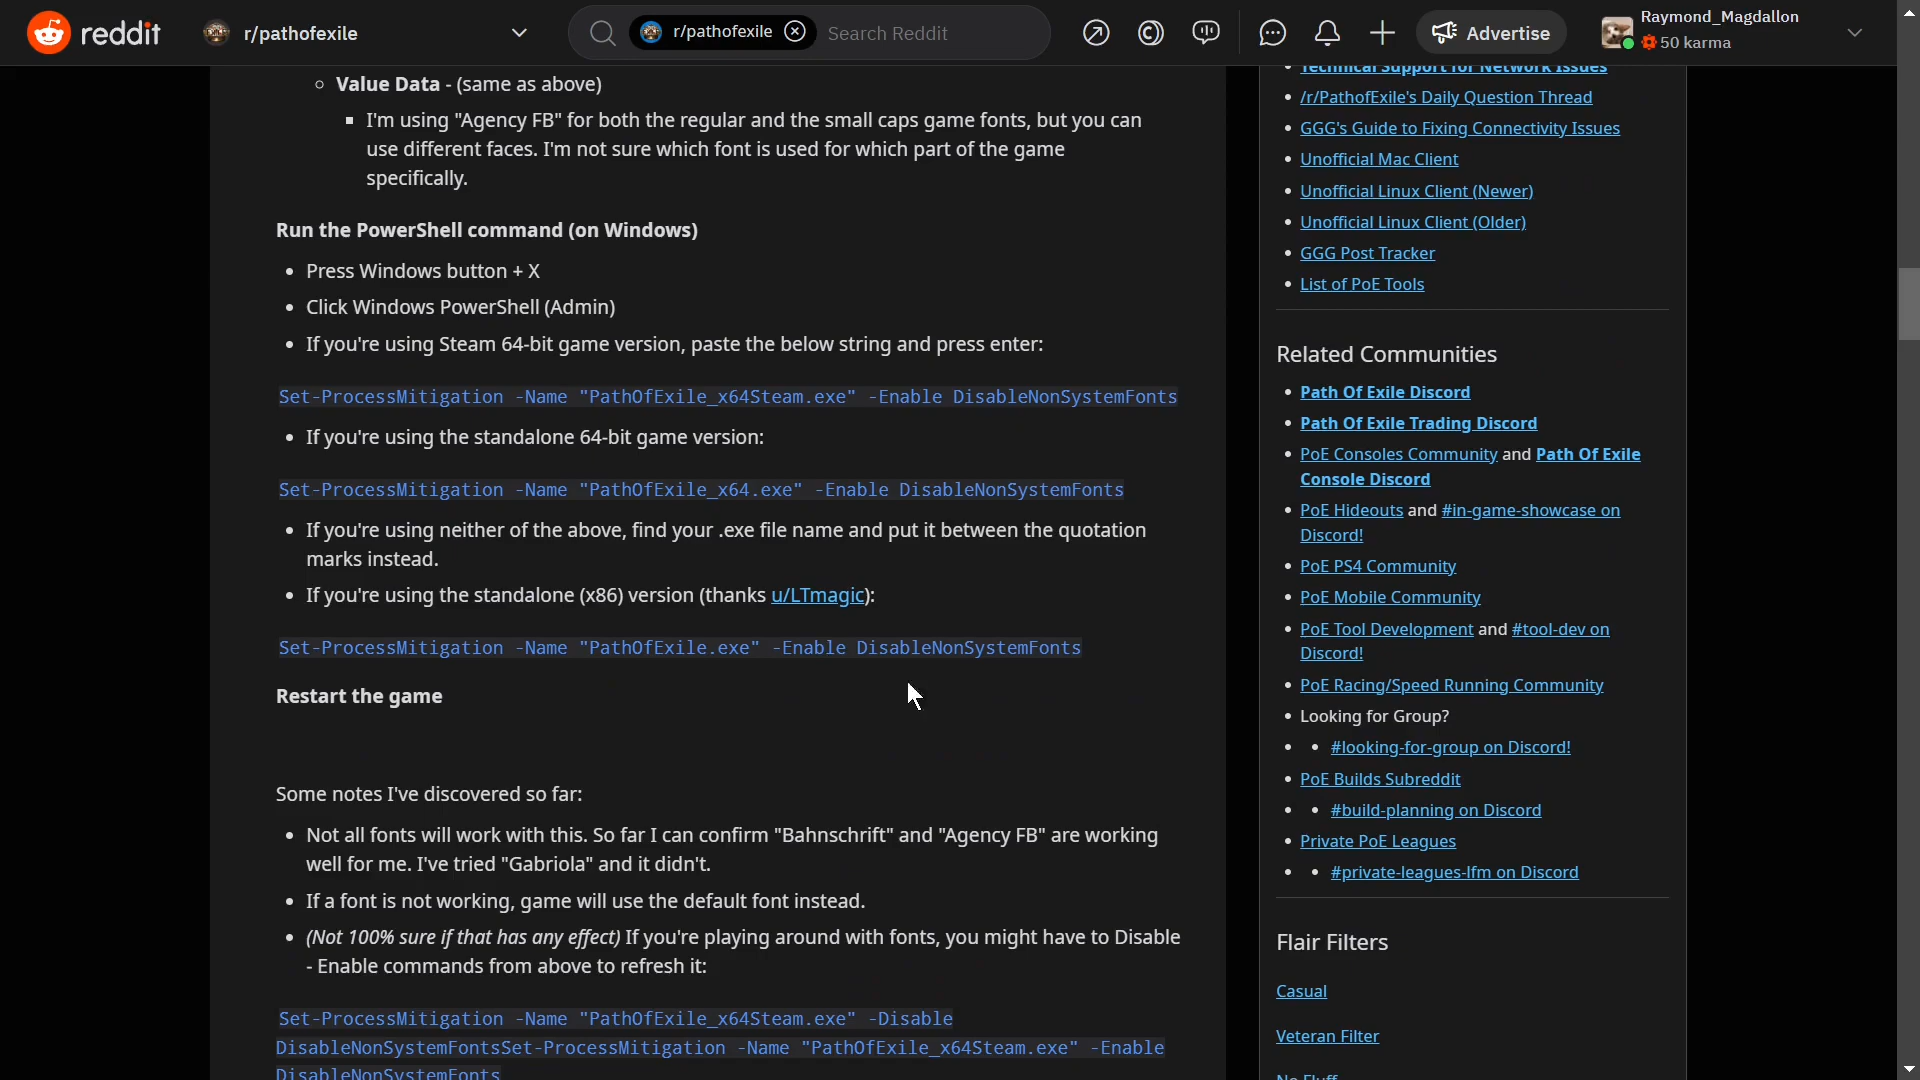 reddit
r/pathofexile
r/pathofexile
Search Reddit
Advertise
Raymond_Magdallon
50 karma
Value Data - (same as above)
I'm using "Agency FB" for both the regular and the small caps game fonts, but you can
use different faces. I'm not sure which font is used for which part of the game
specifically.
Run the PowerShell command (on Windows)
Press Windows button + X
Click Windows PowerShell (Admin)
If you're using Steam 64-bit game version, paste the below string and press enter:
Set-ProcessMitigation -Name "PathOfExile_x64Steam.exe" -Enable DisableNonSystemFonts
If you're using the standalone 64-bit game version:
Set-ProcessMitigation -Name "PathOfExile_x64.exe" -Enable DisableNonSystemFonts
If you're using neither of the above, find your .exe file name and put it between the quotation
marks instead.
If you're using the standalone (x86) version (thanks u/LTmagic):
Set-ProcessMitigation -Name "PathOfExile.exe" -Enable DisableNonSystemFonts
Restart the game
Some notes I've discovered so far:
Not all fonts will work with this. So far I can confirm "Bahnschrift" and "Agency FB" are working
well for me. I've tried "Gabriola" and it didn't.
If a font is not working, game will use the default font instead.
(Not 100% sure if that has any effect) If you're playing around with fonts, you might have to Disable
- Enable commands from above to refresh it:
Set-ProcessMitigation -Name "PathOfExile_x64Steam.exe" -Disable
DisableNonSystemFontsSet-ProcessMitigation -Name "PathOfExile_x64Steam.exe" -Enable
DisableNonSystemFonts
Technical Support for Network Issues
/r/PathofExile's Daily Question Thread
GGG's Guide to Fixing Connectivity Issues
Unofficial Mac Client
Unofficial Linux Client (Newer)
Unofficial Linux Client (Older)
GGG Post Tracker
List of PoE Tools
Related Communities
Path Of Exile Discord
Path Of Exile Trading Discord
PoE Consoles Community and Path Of Exile
Console Discord
PoE Hideouts and #in-game-showcase on
Discord!
PoE PS4 Community
PoE Mobile Community
PoE Tool Development and #tool-dev on
Discord!
PoE Racing/Speed Running Community
Looking for Group?
#looking-for-group on Discord!
PoE Builds Subreddit
#build-planning on Discord
Private PoE Leagues
#private-leagues-lfm on Discord
Flair Filters
Casual
Veteran Filter
No Fluff